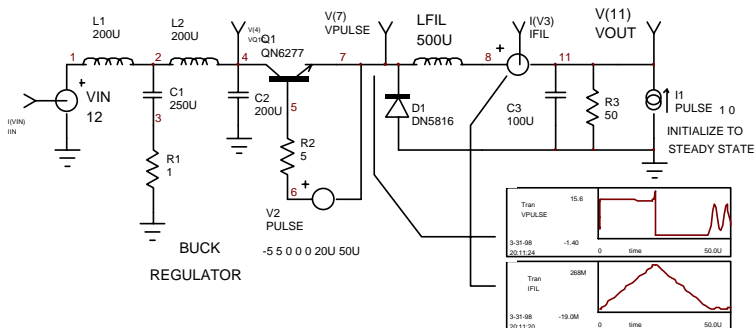 L1
200U
L2
200U
V(4)
Q1
QN6277
V(7)
VPULSE
LFIL
500U
I(V3)
IFIL
V(11)
VOUT
1
2
4
7
8
11
I(VIN)
IIN
VIN
12
C1
250U
3
R1
1
C2
200U
5
R2
5
6
V2
PULSE
-5 5 0 0 0 20U 50U
D1
DN5816
C3
100U
R3
50
I1
PULSE 1 0
INITIALIZE TO
STEADY STATE
BUCK
REGULATOR
Tran
VPULSE
15.6
3-31-98
20:11:24
-1.40
0
time
50.0U
Tran
IFIL
268M
3-31-98
20:11:20
-19.0M
0
time
50.0U